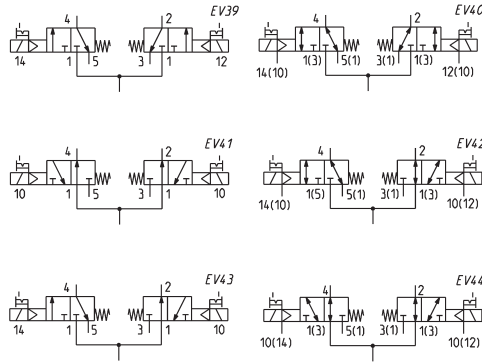 4 2 EV39
14 1 5 3 1 12
4 2 EV40
14(10) 1(3) 5(1) 3(1) 1(3) 12(10)
4 2 EV41
10 1 5 3 1 10
4 2 EV42
14(10) 1(5) 5(1) 3(1) 1(3) 10(12)
4 2 EV43
14 1 5 3 1 10
4 2 EV44
10(14) 1(3) 5(1) 3(1) 1(3) 10(12)